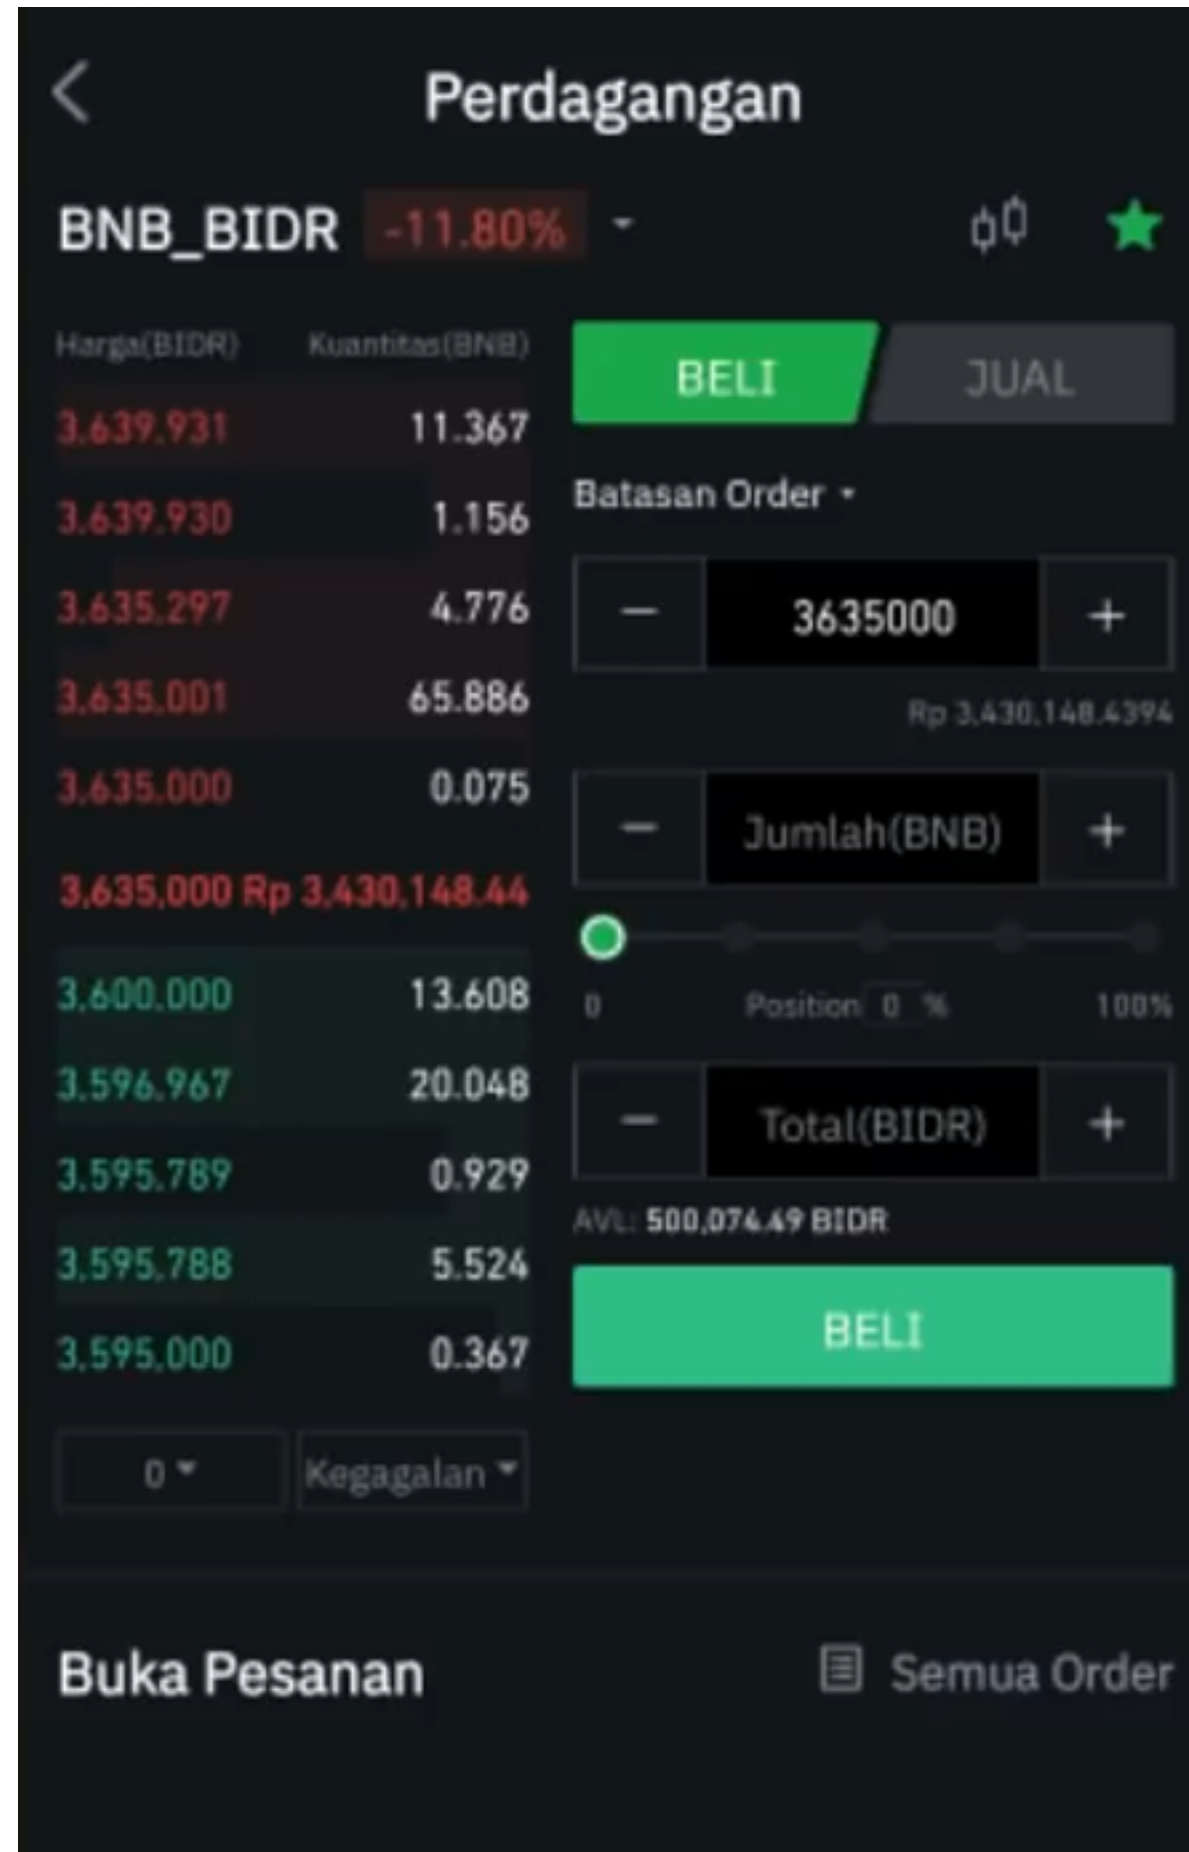 Perdagangan
BNB_BIDR -11.80%
Harga(BIDR) Kuantitas(BNB)
3,639,931 11.367
3,639,930 1.156
3,635,297 4.776
3,635,001 65.886
3,635,000 0.075
3,635,000 Rp 3,430,148.44
3,600,000 13.608
3,596,967 20.048
3,595,789 0.929
3,595,788 5.524
3,595,000 0.367
0
Kegagalan
BELI JUAL
Batasan Order
− 3635000 +
Rp 3,430,148.4394
− Jumlah(BNB) +
0 Position 0 % 100%
− Total(BIDR) +
AVL: 500,074.49 BIDR
BELI
Buka Pesanan
Semua Order